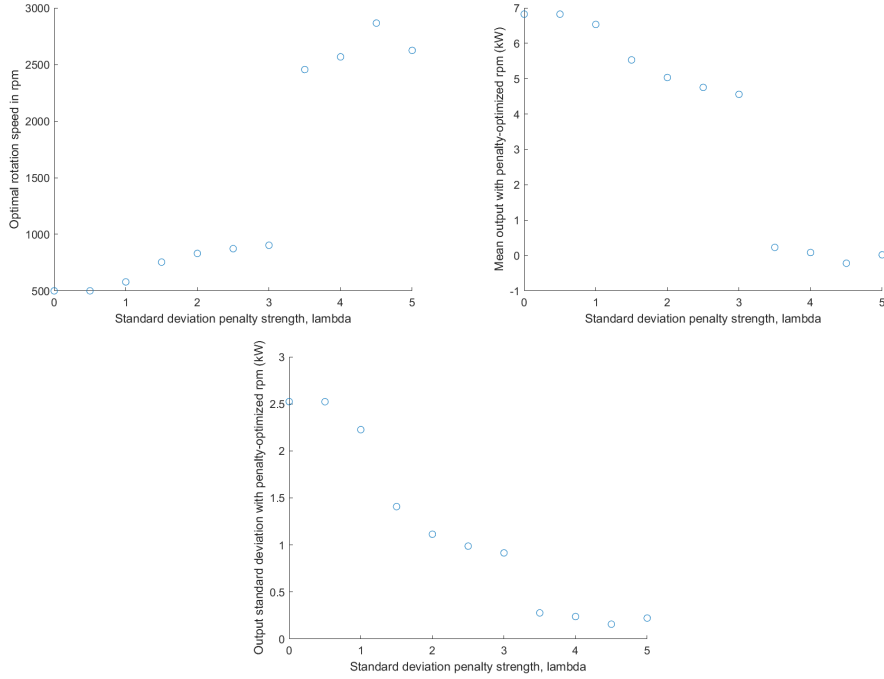 3000
2500
2000
1500
1000
500
0 1 2 3 4 5
Optimal rotation speed in rpm
Standard deviation penalty strength, lambda
7
6
5
4
3
2
1
0
-1
0 1 2 3 4 5
Mean output with penalty-optimized rpm (kW)
Standard deviation penalty strength, lambda
3
2.5
2
1.5
1
0.5
0
0 1 2 3 4 5
Output standard deviation with penalty-optimized rpm (kW)
Standard deviation penalty strength, lambda